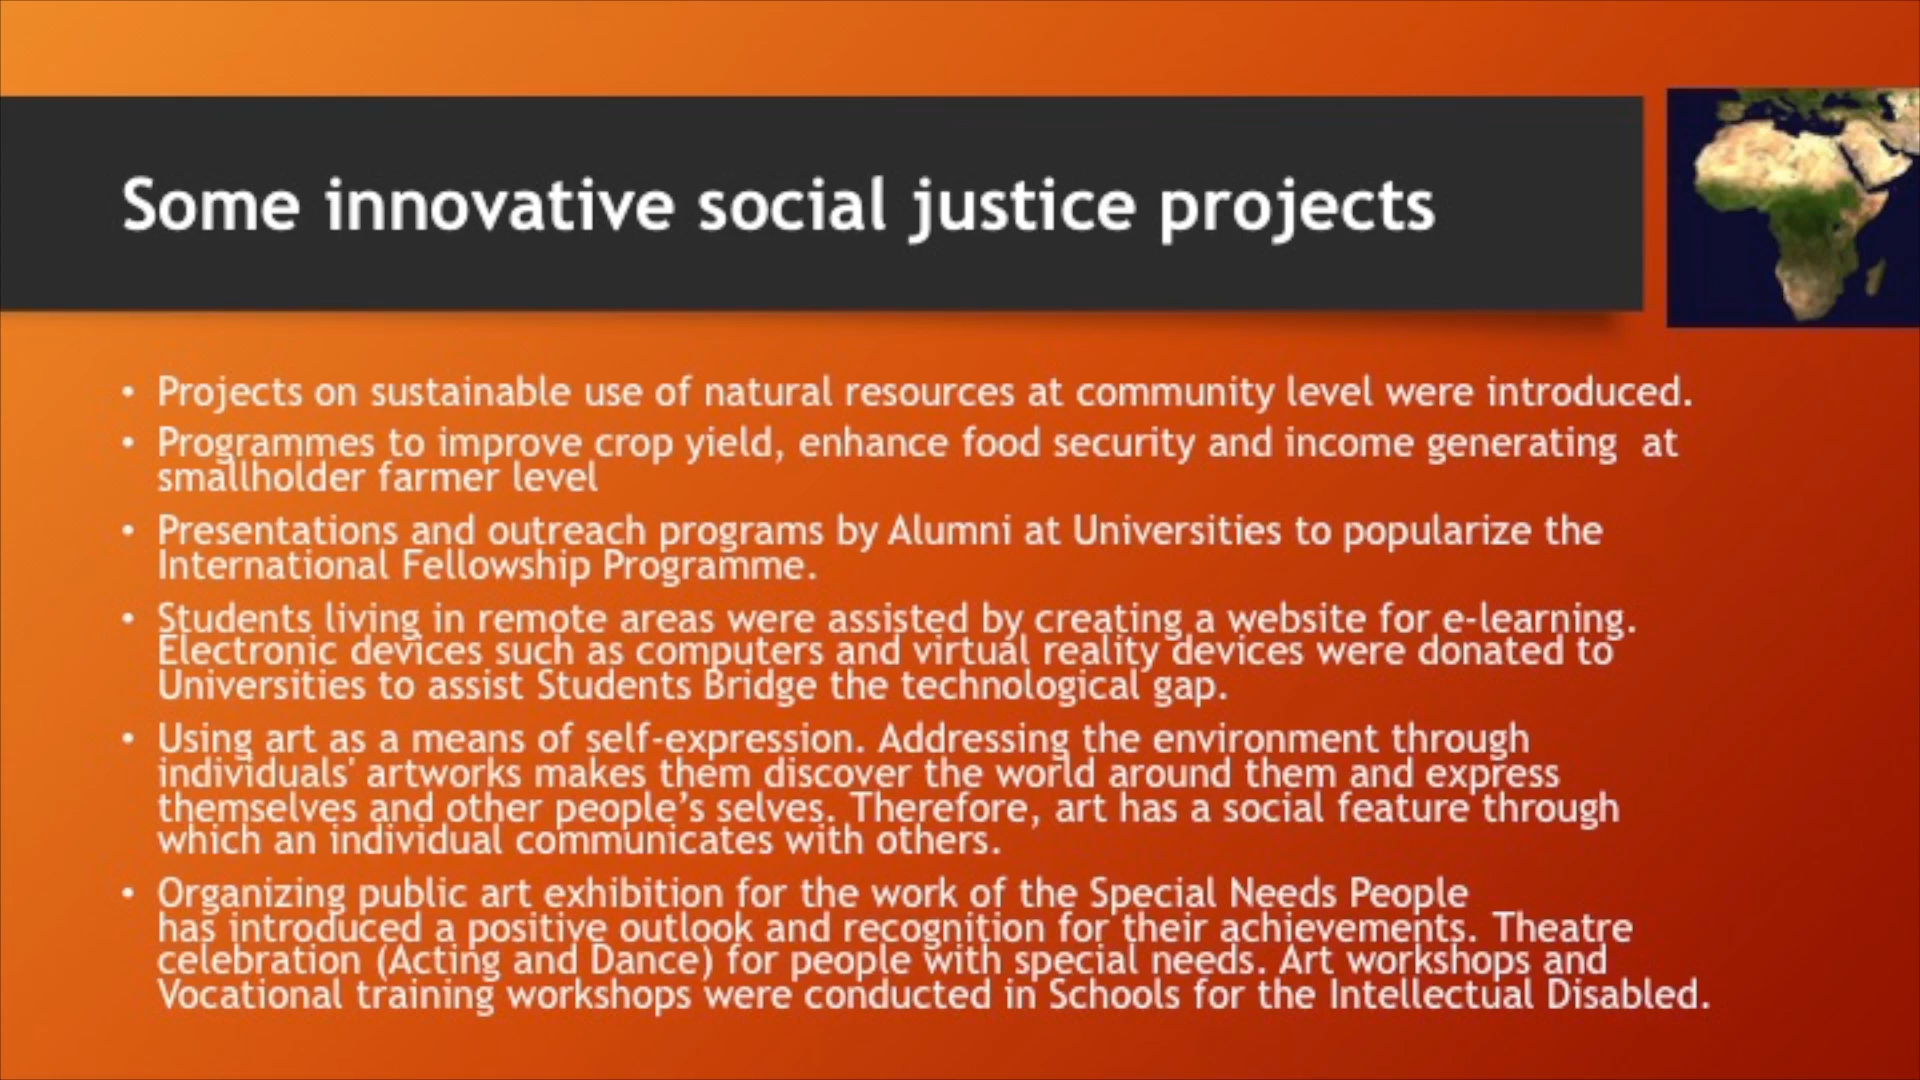 Some innovative social justice projects
• Projects on sustainable use of natural resources at community level were introduced.
• Programmes to improve crop yield, enhance food security and income generating  at
smallholder farmer level
• Presentations and outreach programs by Alumni at Universities to popularize the
International Fellowship Programme.
• Students living in remote areas were assisted by creating a website for e-learning.
Electronic devices such as computers and virtual reality devices were donated to
Universities to assist Students Bridge the technological gap.
• Using art as a means of self-expression. Addressing the environment through
individuals' artworks makes them discover the world around them and express
themselves and other people’s selves. Therefore, art has a social feature through
which an individual communicates with others.
• Organizing public art exhibition for the work of the Special Needs People
has introduced a positive outlook and recognition for their achievements. Theatre
celebration (Acting and Dance) for people with special needs. Art workshops and
Vocational training workshops were conducted in Schools for the Intellectual Disabled.